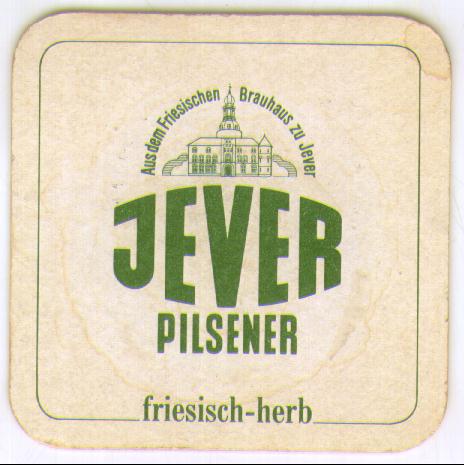 Aus dem Friesischen Brauhaus zu Jever
JEVER
PILSENER
friesisch-herb